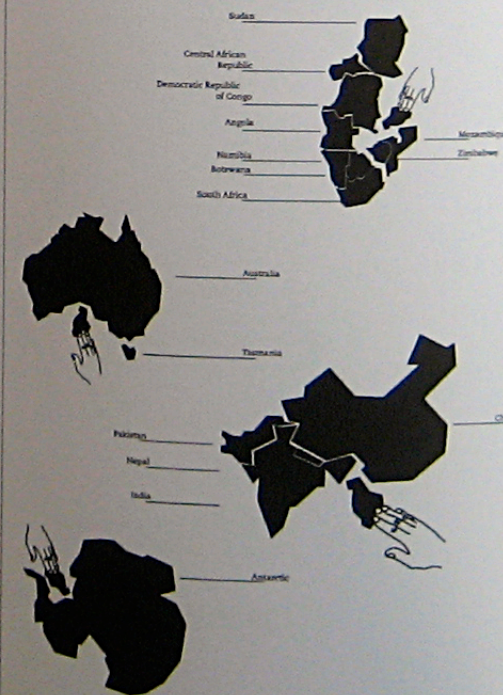 Sudan
Central African
Republic
Democratic Republic
of Congo
Angola
Mozambiqu
Zimbabwe
Namibia
Botswana
South Africa
Australia
Tasmania
Pakistan
Nepal
India
Antarctic